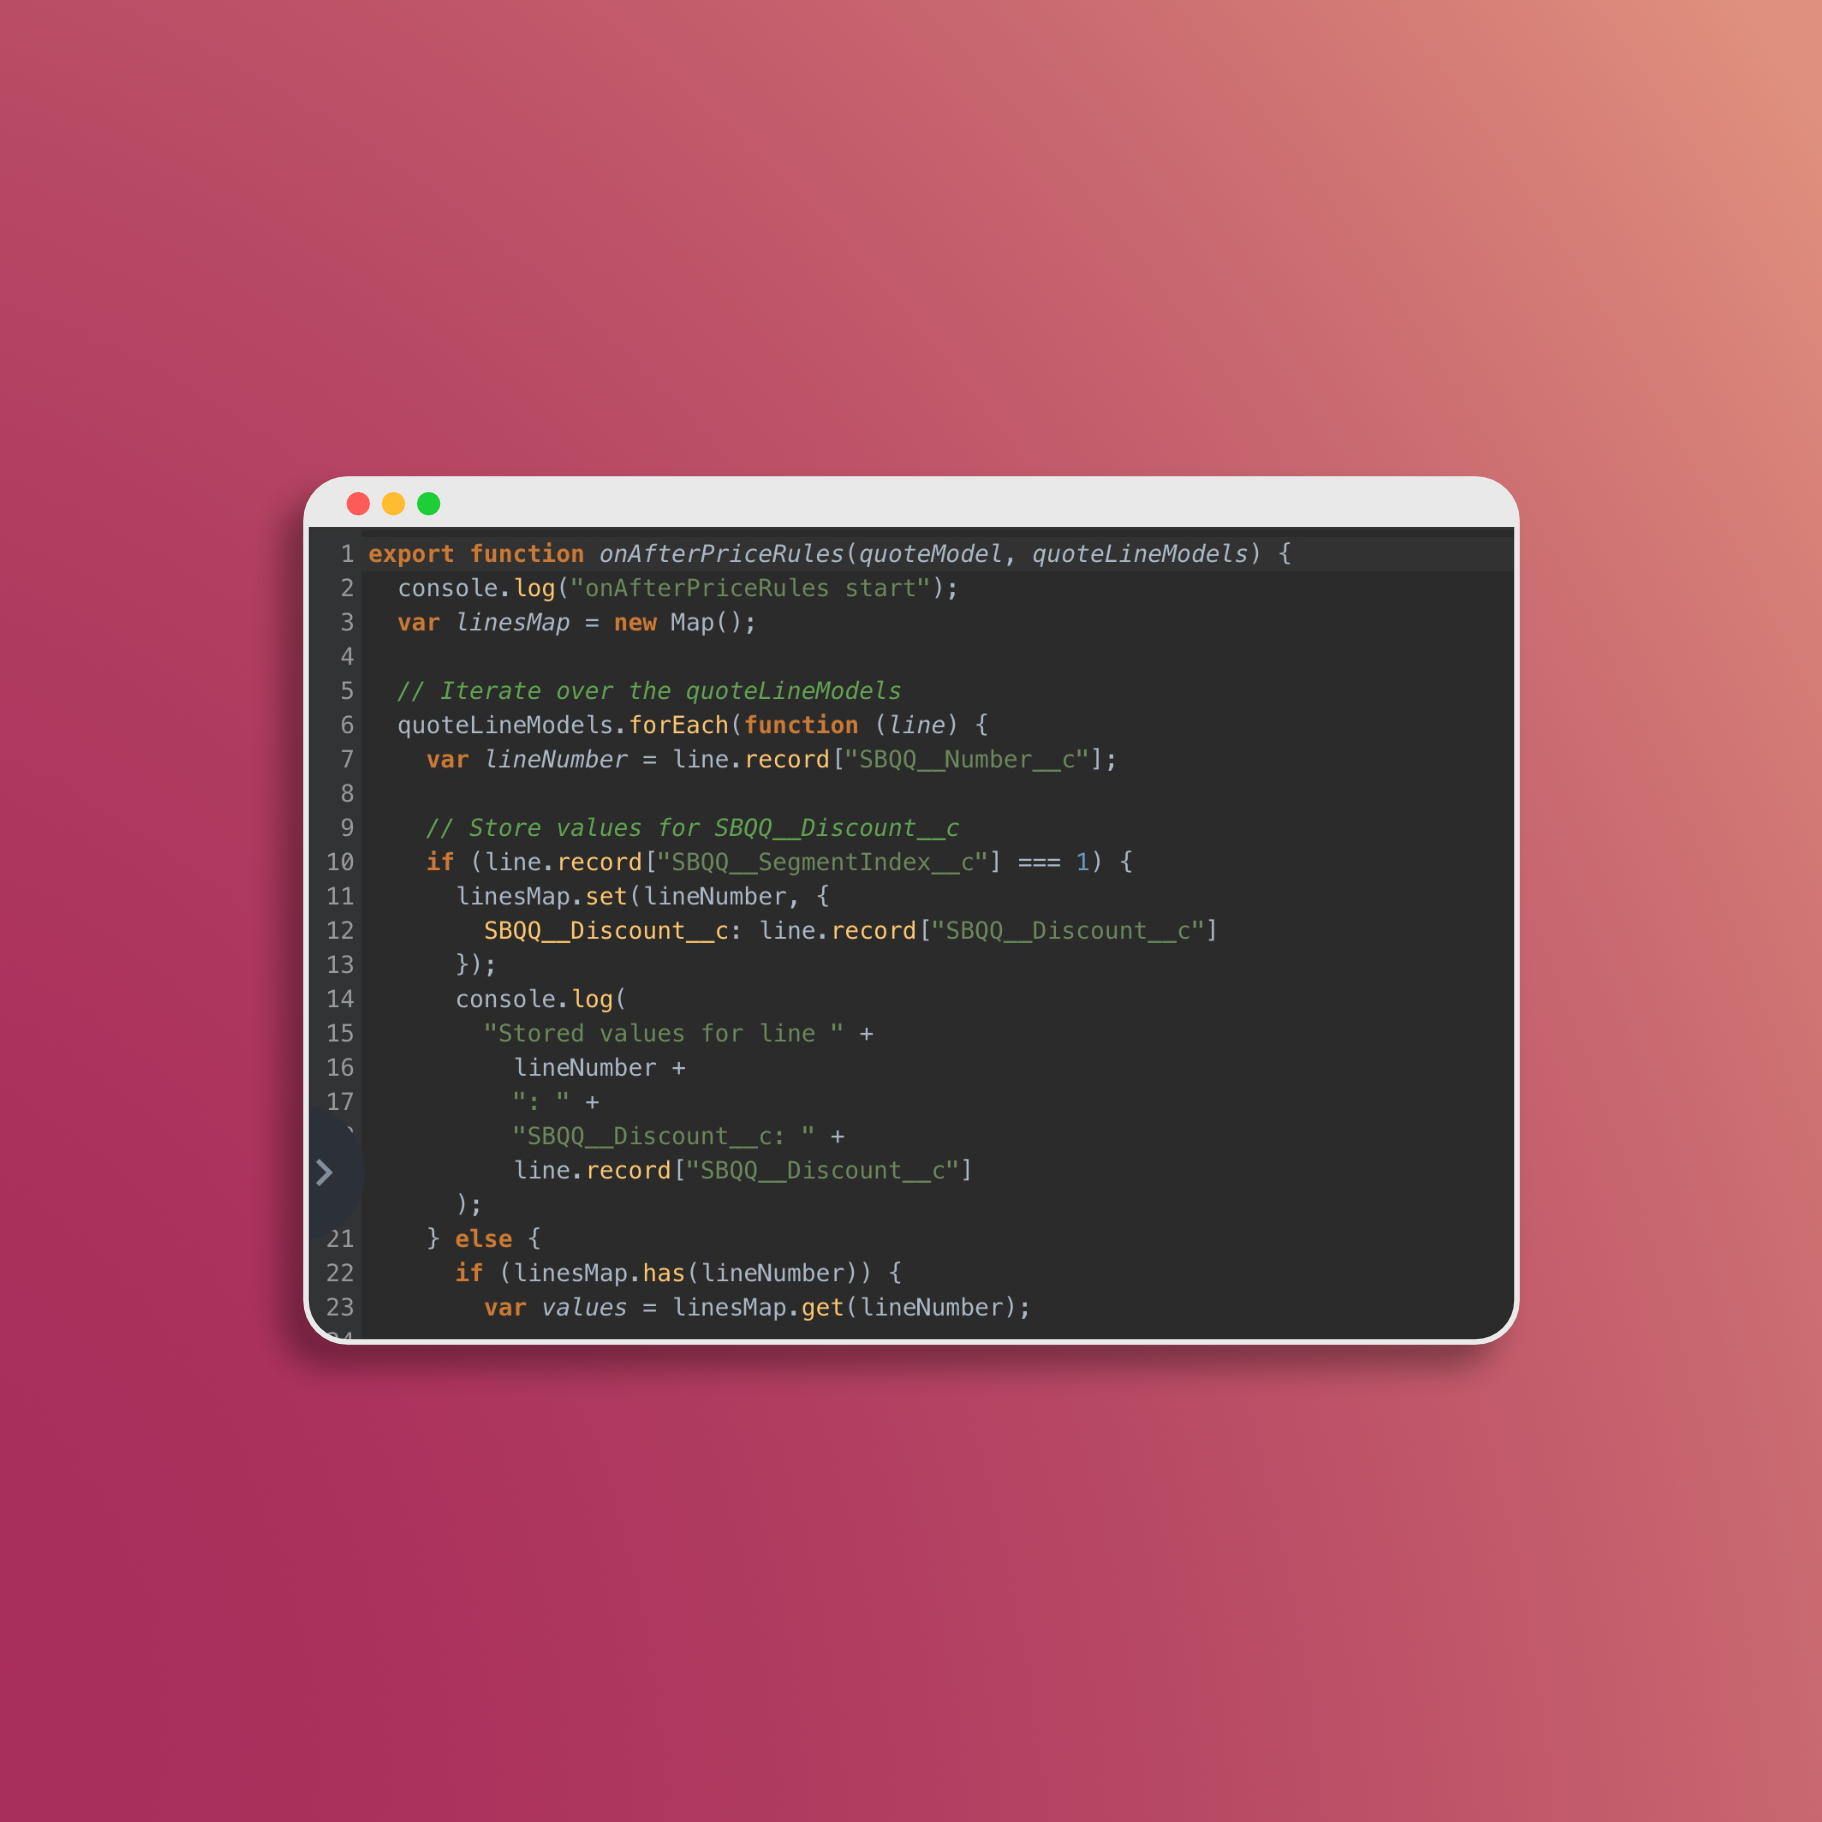 1 export function onAfterPriceRules(quoteModel, quoteLineModels) {
2 console.log("onAfterPriceRules start");
3 var linesMap = new Map();
4
5 // Iterate over the quoteLineModels
6 quoteLineModels.forEach(function (line) {
7 var lineNumber = line.record["SBQQ__Number__c"];
8
9 // Store values for SBQQ__Discount__c
10 if (line.record["SBQQ__SegmentIndex__c"] === 1) {
11 linesMap.set(lineNumber, {
12 SBQQ__Discount__c: line.record["SBQQ__Discount__c"]
13 });
14 console.log(
15 "Stored values for line " +
16 lineNumber +
17 ": " +
"SBQQ__Discount__c: " +
line.record["SBQQ__Discount__c"]
);
21 } else {
22 if (linesMap.has(lineNumber)) {
23 var values = linesMap.get(lineNumber);